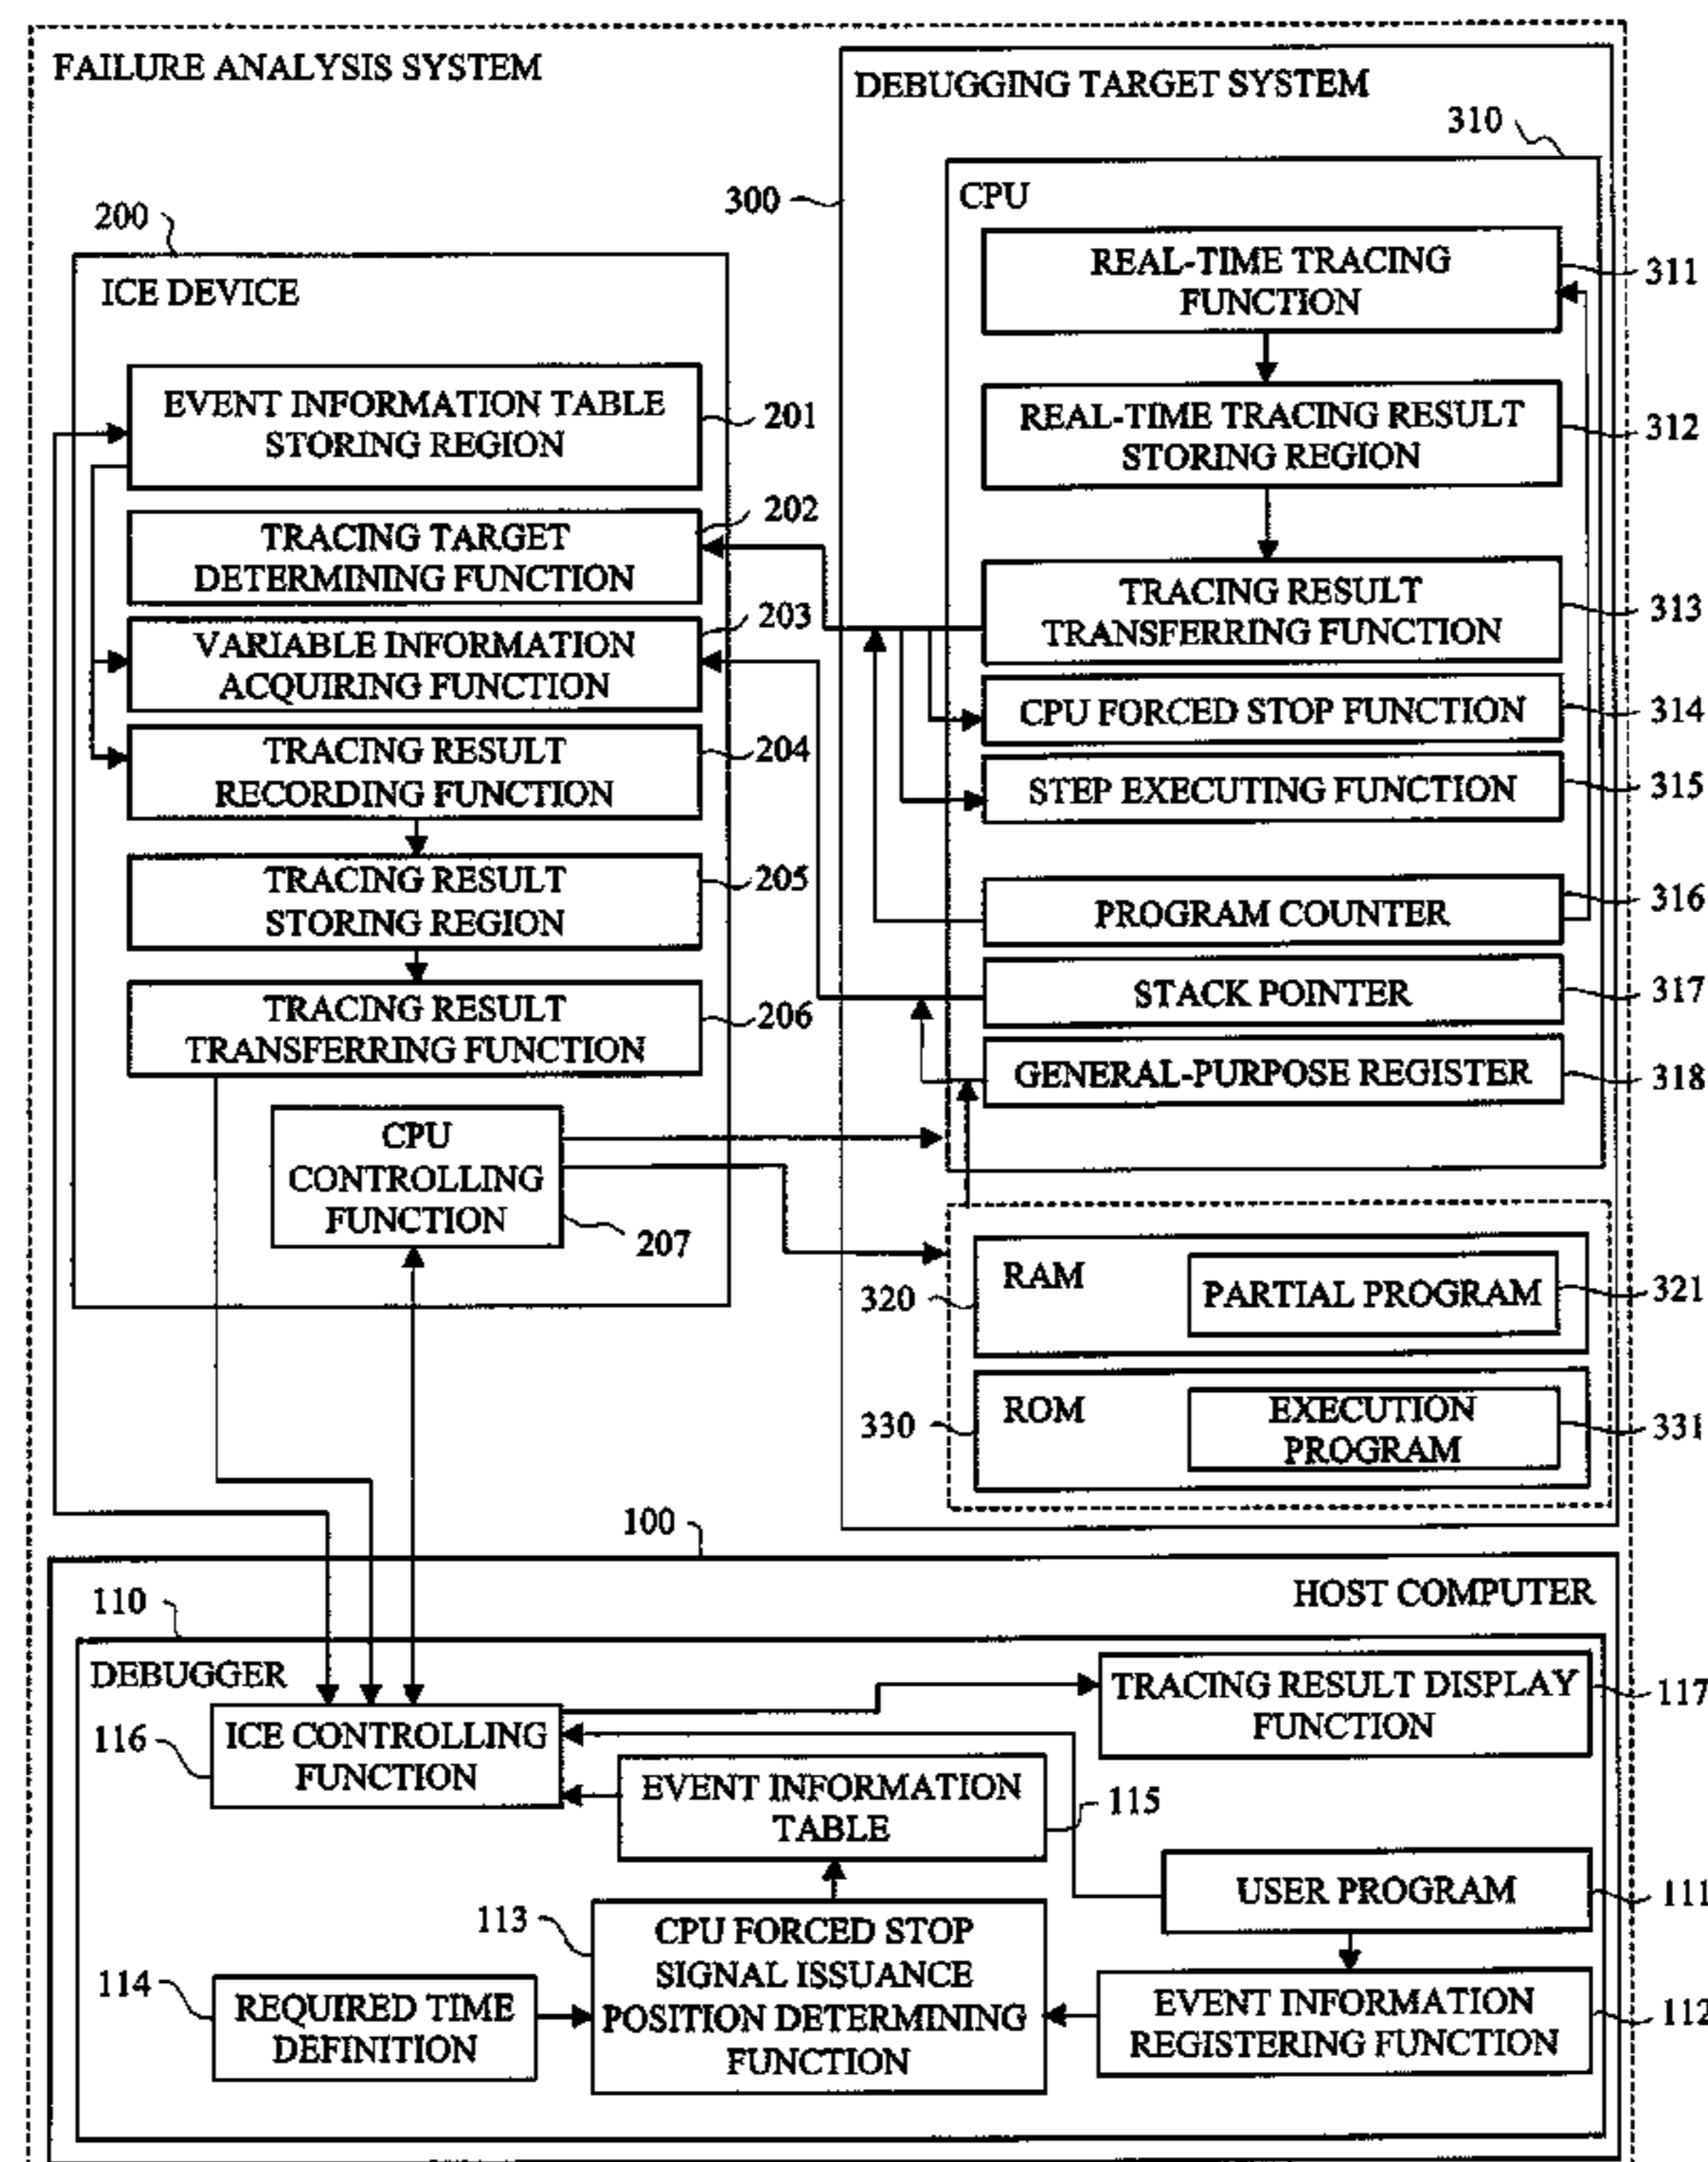 FAILURE ANALYSIS SYSTEM
DEBUGGING TARGET SYSTEM
310
300
CPU
REAL-TIME TRACING
FUNCTION
311
REAL-TIME TRACING RESULT
STORING REGION
312
TRACING RESULT
TRANSFERRING FUNCTION
313
CPU FORCED STOP FUNCTION
314
STEP EXECUTING FUNCTION
315
PROGRAM COUNTER
316
STACK POINTER
317
GENERAL-PURPOSE REGISTER
318
RAM
320
PARTIAL PROGRAM
321
ROM
330
EXECUTION
PROGRAM
331
200
ICE DEVICE
EVENT INFORMATION TABLE
STORING REGION
201
TRACING TARGET
DETERMINING FUNCTION
202
VARIABLE INFORMATION
ACQUIRING FUNCTION
203
TRACING RESULT
RECORDING FUNCTION
204
TRACING RESULT
STORING REGION
205
TRACING RESULT
TRANSFERRING FUNCTION
206
CPU
CONTROLLING
FUNCTION
207
100
HOST COMPUTER
110
DEBUGGER
TRACING RESULT DISPLAY
FUNCTION
117
116
ICE CONTROLLING
FUNCTION
EVENT INFORMATION
TABLE
115
USER PROGRAM
111
113
CPU FORCED STOP
SIGNAL ISSUANCE
POSITION DETERMINING
FUNCTION
114
REQUIRED TIME
DEFINITION
EVENT INFORMATION
REGISTERING FUNCTION
112